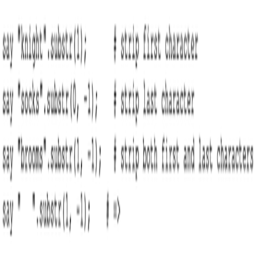 say "knight".substr(1);    # strip first character
say "socks".substr(0, -1);  # strip last character
say "brooms".substr(1, -1); # strip both first and last characters
say "  ".substr(1, -1);  # =>